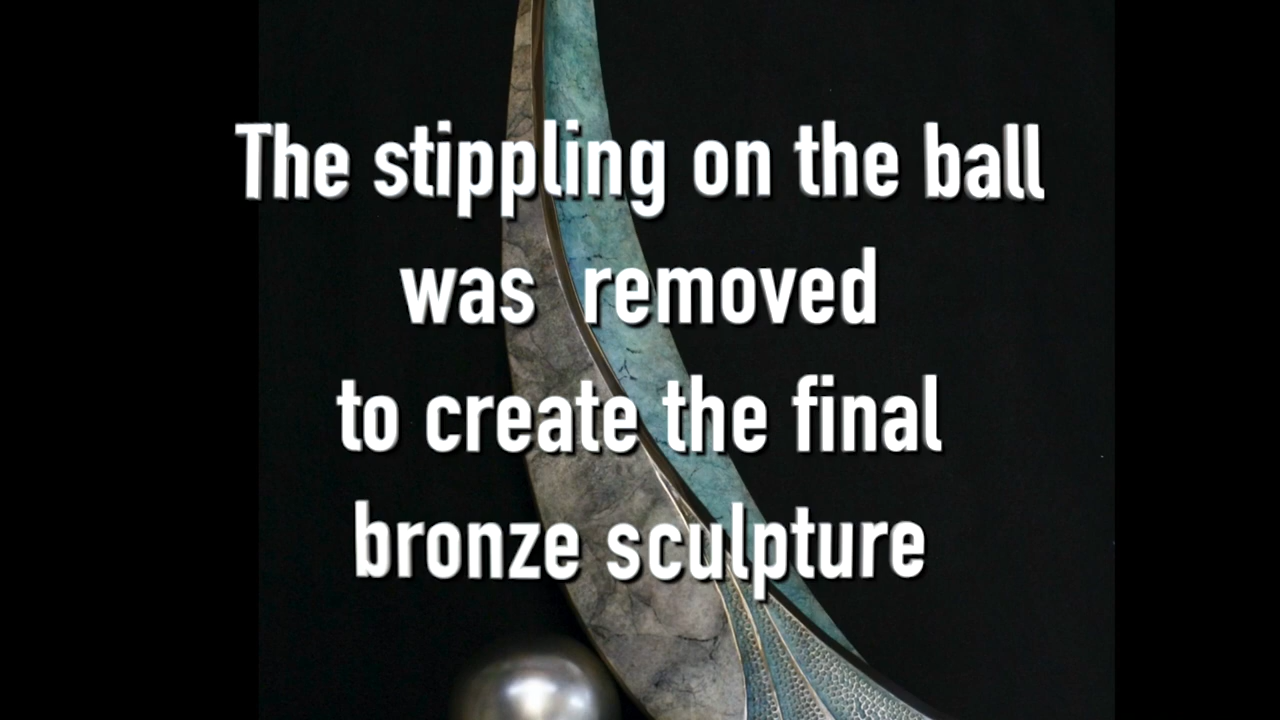 The stippling on the ball
was removed
to create the final
bronze sculpture